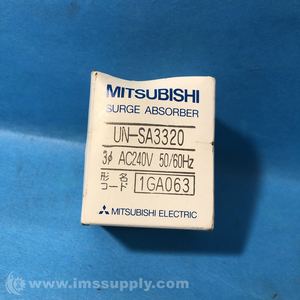 MITSUBISHI
SURGE ABSORBER
UN-SA3320
3φ AC240V 50/60Hz
形名
コード 1GA063
MITSUBISHI ELECTRIC
© www.imssupply.com